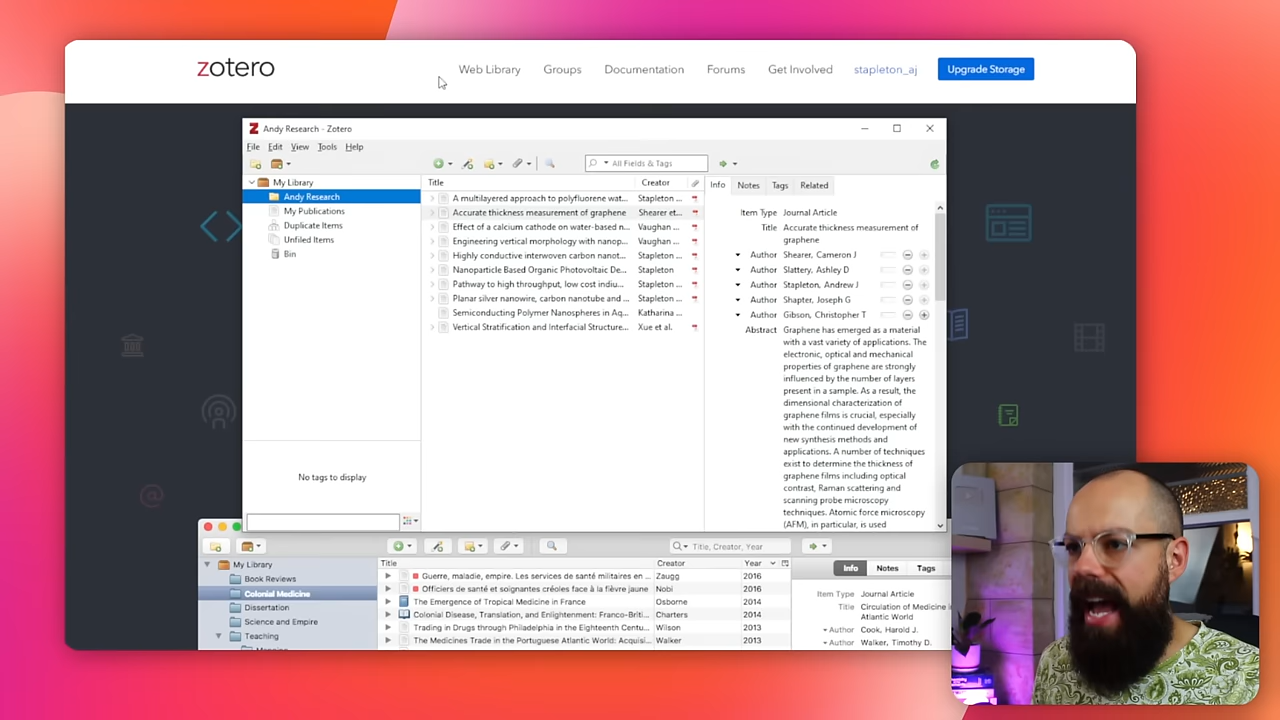 zotero
Web Library Groups Documentation Forums Get Involved stapleton_aj Upgrade Storage
Andy Research - Zotero
File Edit View Tools Help
All Fields & Tags
My Library
Andy Research
My Publications
Duplicate Items
Unfiled Items
Bin
No tags to display
Title Creator
A multilayered approach to polyfluorene wat... Stapleton ...
Accurate thickness measurement of graphene Shearer et...
Effect of a calcium cathode on water-based n... Vaughan ...
Engineering vertical morphology with nanop... Vaughan ...
Highly conductive interwoven carbon nanot... Stapleton ...
Nanoparticle Based Organic Photovoltaic De... Stapleton
Pathway to high throughput, low cost indiu... Stapleton ...
Planar silver nanowire, carbon nanotube and ... Stapleton ...
Semiconducting Polymer Nanospheres in Aq... Katharina ...
Vertical Stratification and Interfacial Structure... Xue et al.
Info Notes Tags Related
Item Type Journal Article
Title Accurate thickness measurement of
graphene
Author Shearer, Cameron J
Author Slattery, Ashley D
Author Stapleton, Andrew J
Author Shapter, Joseph G
Author Gibson, Christopher T
Abstract Graphene has emerged as a material
with a vast variety of applications. The
electronic, optical and mechanical
properties of graphene are strongly
influenced by the number of layers
present in a sample. As a result, the
dimensional characterization of
graphene films is crucial, especially
with the continued development of
new synthesis methods and
applications. A number of techniques
exist to determine the thickness of
graphene films including optical
contrast, Raman scattering and
scanning probe microscopy
techniques. Atomic force microscopy
(AFM), in particular, is used
Title, Creator, Year
My Library
Book Reviews
Colonial Medicine
Dissertation
Science and Empire
Teaching
Title Creator Year
Guerre, maladie, empire. Les services de santé militaires en ... Zaugg 2016
Officiers de santé et soignantes créoles face à la fièvre jaune Nobi 2016
The Emergence of Tropical Medicine in France Osborne 2014
Colonial Disease, Translation, and Enlightenment: Franco-Briti... Charters 2014
Trading in Drugs through Philadelphia in the Eighteenth Centu... Wilson 2013
The Medicines Trade in the Portuguese Atlantic World: Acquisi... Walker 2013
Info Notes Tags
Item Type Journal Article
Title Circulation of Medicine in
Atlantic World
Author Cook, Harold J.
Author Walker, Timothy D.